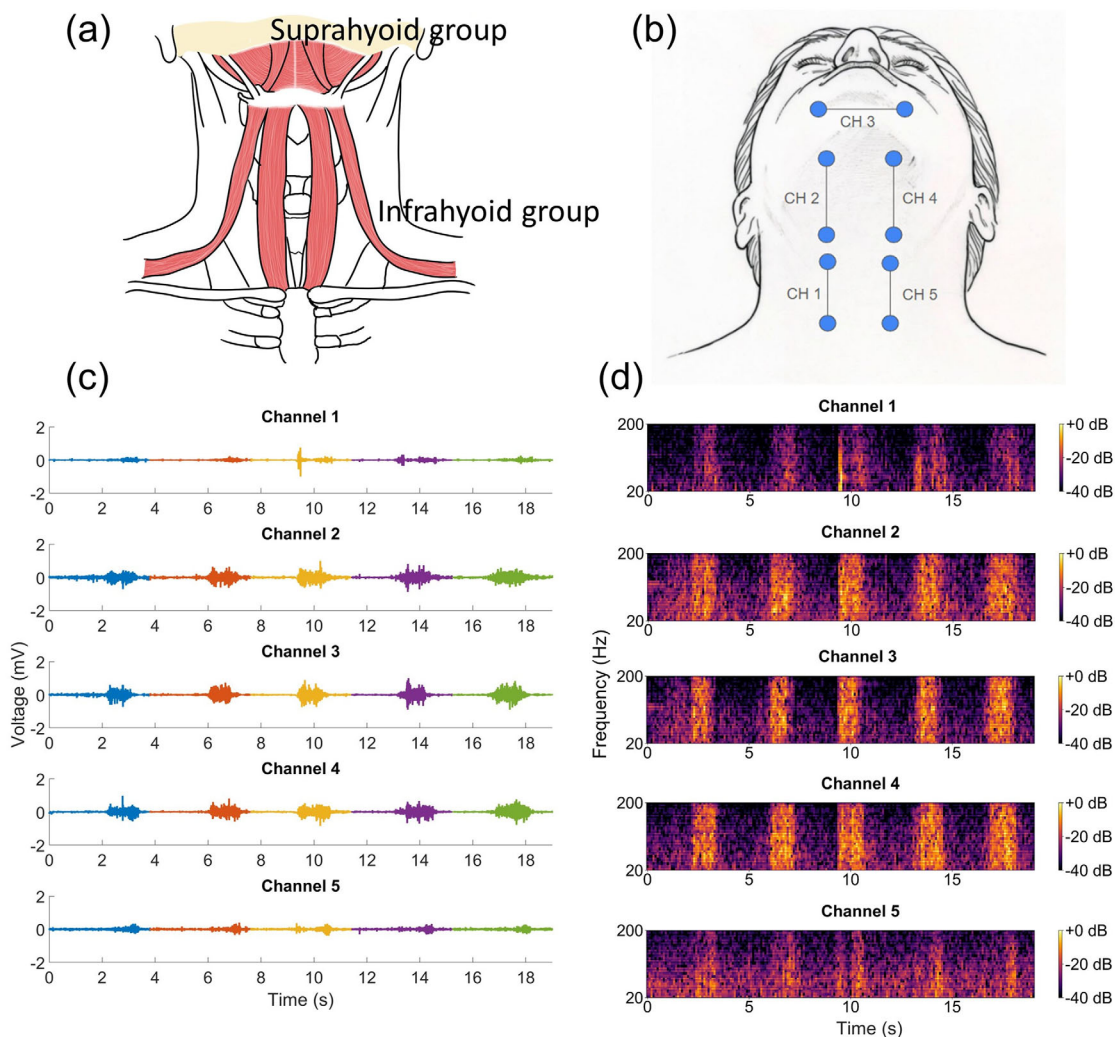 (a)
Suprahyoid group
Infrahyoid group
(b)
CH 3
CH 2
CH 4
CH 1
CH 5
(c)
Channel 1
2
0
-2
0 2 4 6 8 10 12 14 16 18
Channel 2
2
0
-2
0 2 4 6 8 10 12 14 16 18
Channel 3
2
0
-2
0 2 4 6 8 10 12 14 16 18
Channel 4
2
0
-2
0 2 4 6 8 10 12 14 16 18
Channel 5
2
0
-2
0 2 4 6 8 10 12 14 16 18
Voltage (mV)
Time (s)
(d)
Channel 1
200
20
0 5 10 15
+0 dB
-20 dB
-40 dB
Channel 2
200
20
0 5 10 15
+0 dB
-20 dB
-40 dB
Channel 3
200
20
0 5 10 15
+0 dB
-20 dB
-40 dB
Channel 4
200
20
0 5 10 15
+0 dB
-20 dB
-40 dB
Channel 5
200
20
0 5 10 15
+0 dB
-20 dB
-40 dB
Frequency (Hz)
Time (s)